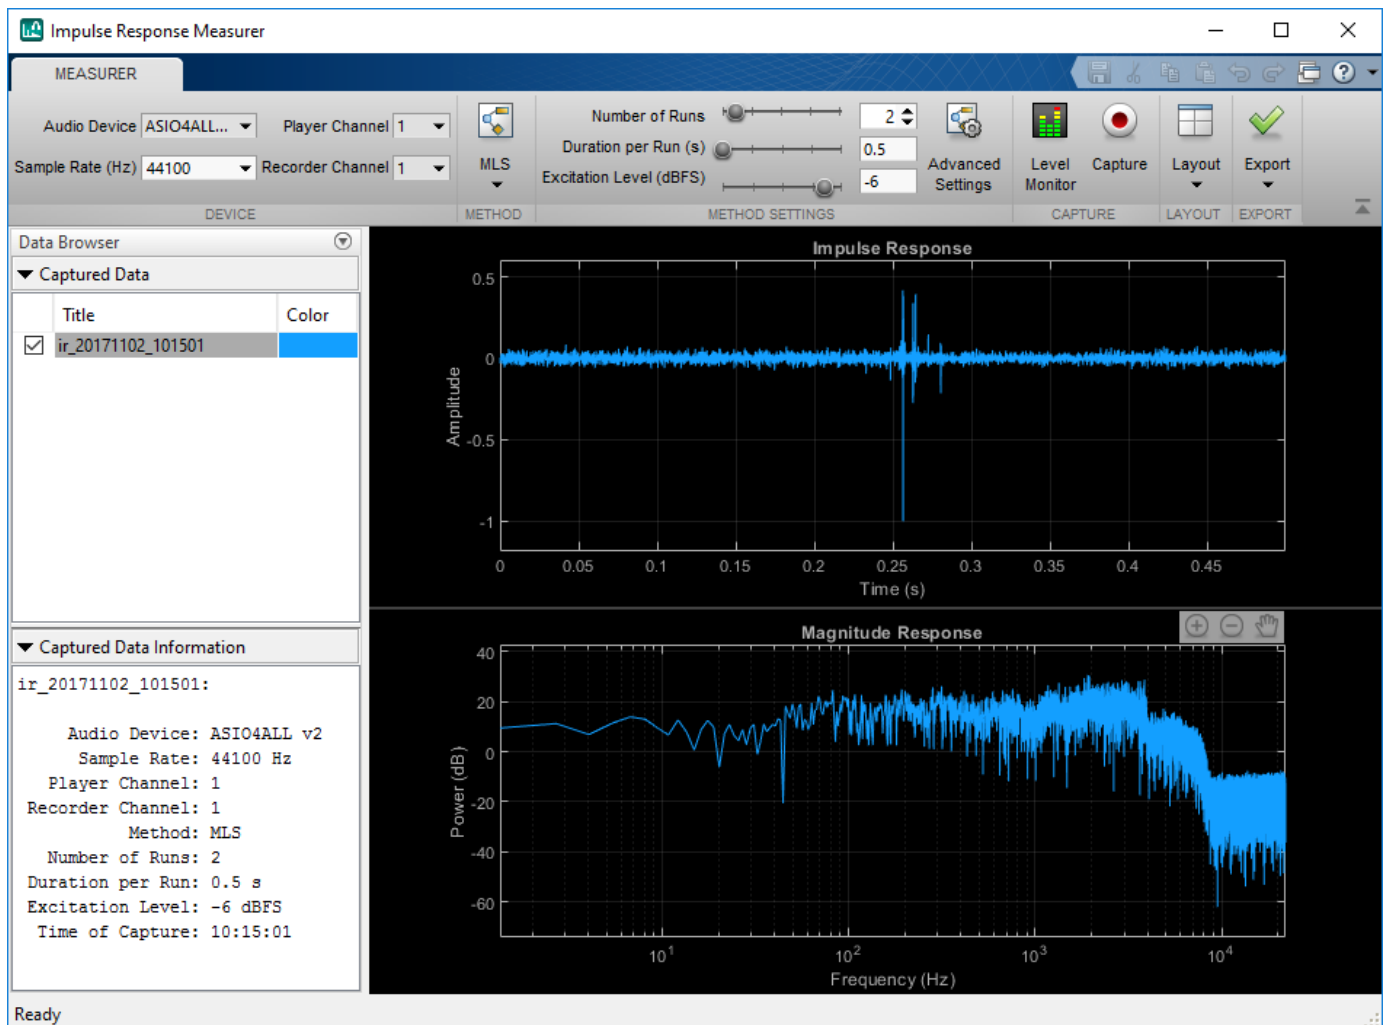 Impulse Response Measurer
MEASURER
Audio Device ASIO4ALL... Player Channel 1
Sample Rate (Hz) 44100 Recorder Channel 1
DEVICE
MLS
METHOD
Number of Runs 2
Duration per Run (s) 0.5
Excitation Level (dBFS) -6
Advanced
Settings
METHOD SETTINGS
Level
Monitor
Capture
CAPTURE
Layout
LAYOUT
Export
EXPORT
Data Browser
Captured Data
Title Color
ir_20171102_101501
Captured Data Information
ir_20171102_101501:
Audio Device: ASIO4ALL v2
Sample Rate: 44100 Hz
Player Channel: 1
Recorder Channel: 1
Method: MLS
Number of Runs: 2
Duration per Run: 0.5 s
Excitation Level: -6 dBFS
Time of Capture: 10:15:01
Impulse Response
0.5
0
-0.5
-1
Amplitude
0 0.05 0.1 0.15 0.2 0.25 0.3 0.35 0.4 0.45
Time (s)
Magnitude Response
40
20
0
-20
-40
-60
Power (dB)
10¹ 10² 10³ 10⁴
Frequency (Hz)
Ready